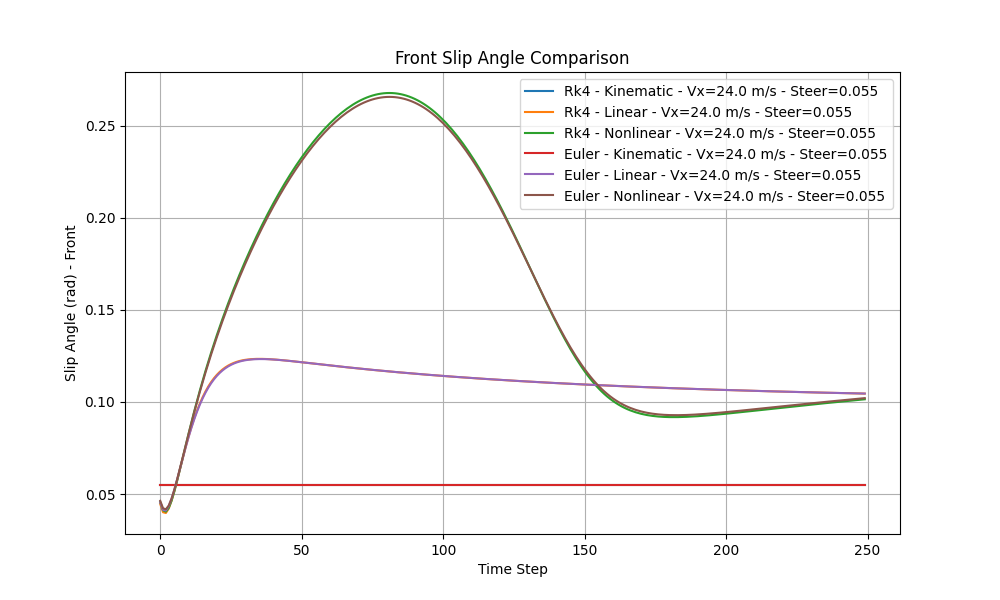 Front Slip Angle Comparison
Rk4 - Kinematic - Vx=24.0 m/s - Steer=0.055
Rk4 - Linear - Vx=24.0 m/s - Steer=0.055
Rk4 - Nonlinear - Vx=24.0 m/s - Steer=0.055
Euler - Kinematic - Vx=24.0 m/s - Steer=0.055
Euler - Linear - Vx=24.0 m/s - Steer=0.055
Euler - Nonlinear - Vx=24.0 m/s - Steer=0.055
Slip Angle (rad) - Front
0.25
0.20
0.15
0.10
0.05
0 50 100 150 200 250
Time Step